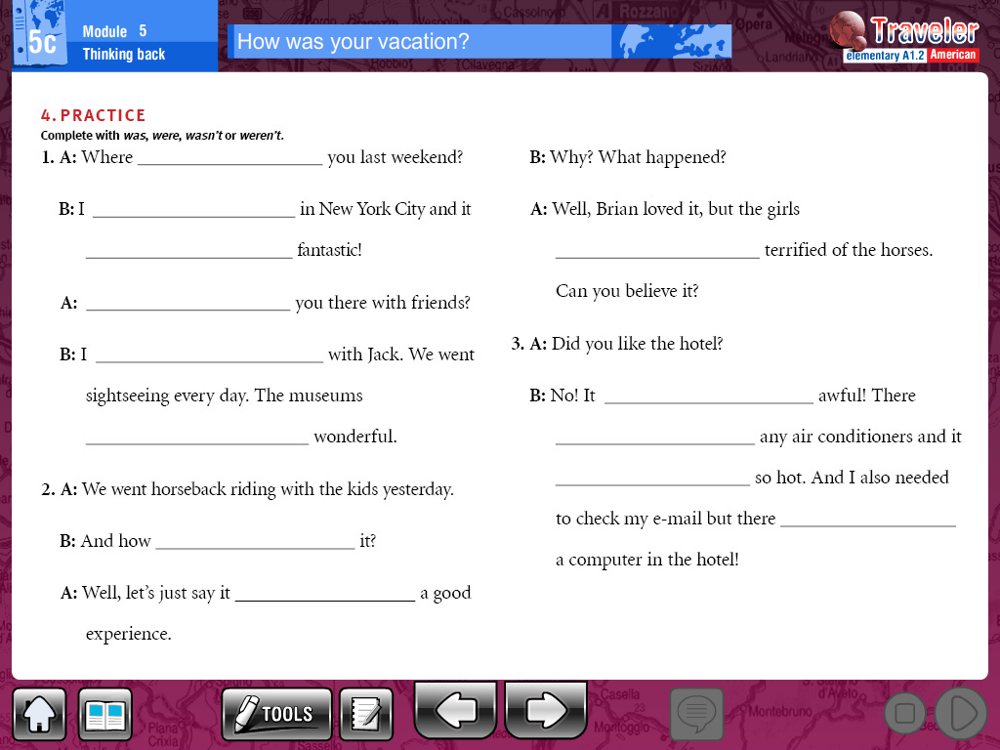 5c
Module 5
Thinking back
How was your vacation?
Traveler
elementary A1.2 American
4. PRACTICE
Complete with was, were, wasn't or weren't.
1. A: Where ____________________ you last weekend?
B: I ____________________ in New York City and it
____________________ fantastic!
A: ____________________ you there with friends?
B: I ____________________ with Jack. We went
sightseeing every day. The museums
____________________ wonderful.
2. A: We went horseback riding with the kids yesterday.
B: And how ____________________ it?
A: Well, let's just say it ____________________ a good
experience.
B: Why? What happened?
A: Well, Brian loved it, but the girls
____________________ terrified of the horses.
Can you believe it?
3. A: Did you like the hotel?
B: No! It ____________________ awful! There
____________________ any air conditioners and it
____________________ so hot. And I also needed
to check my e-mail but there ____________________
a computer in the hotel!
TOOLS